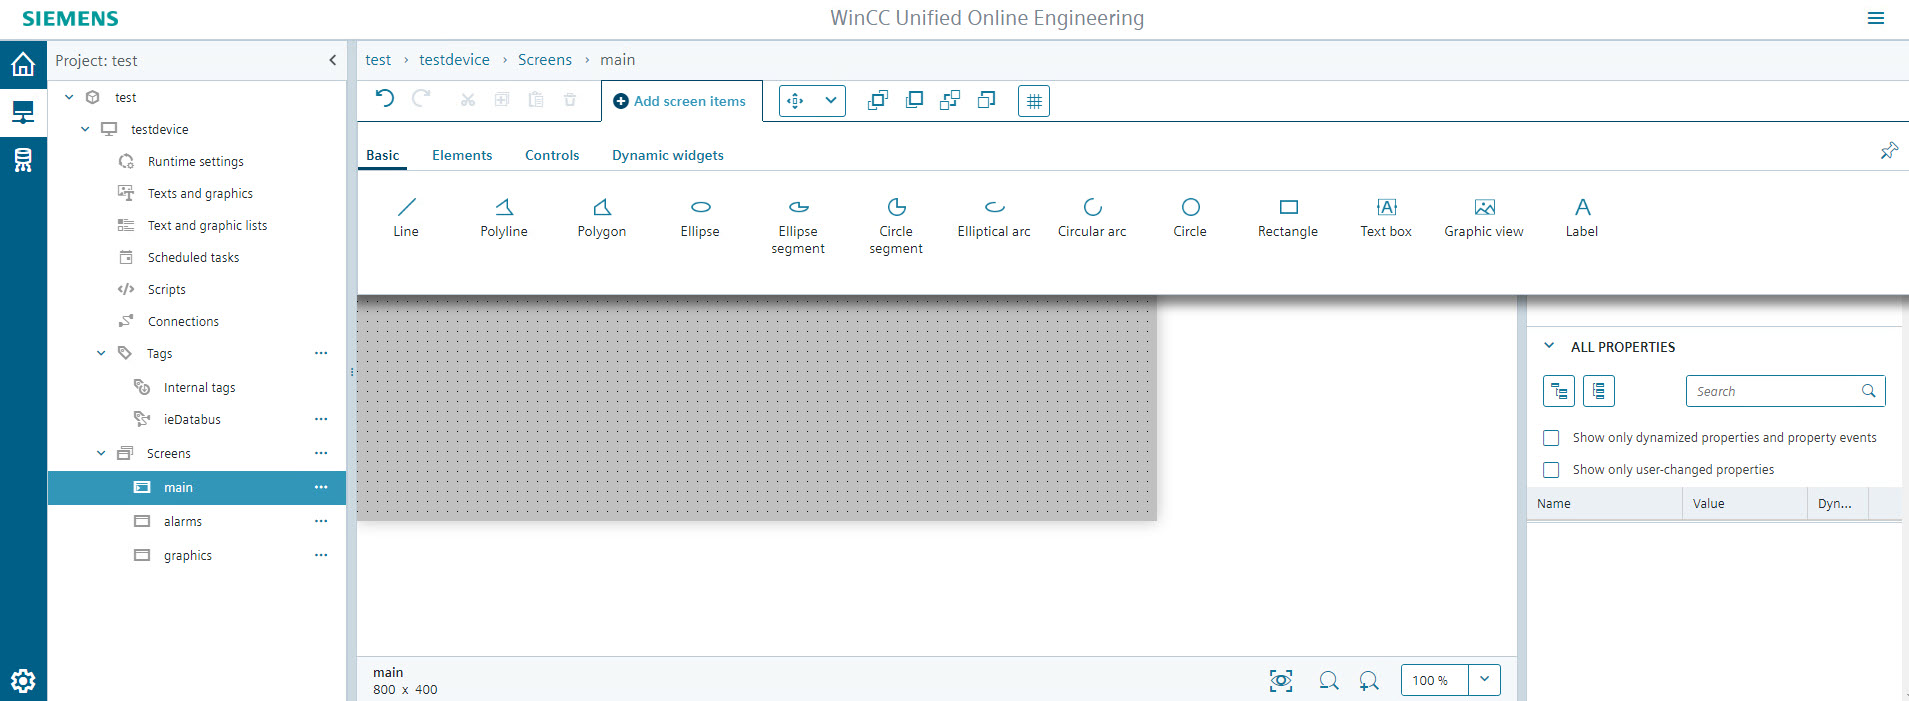 SIEMENS
WinCC Unified Online Engineering
Project: test
test › testdevice › Screens › main
Add screen items
Basic Elements Controls Dynamic widgets
Line Polyline Polygon Ellipse Ellipse segment Circle segment Elliptical arc Circular arc Circle Rectangle Text box Graphic view Label
test
testdevice
Runtime settings
Texts and graphics
Text and graphic lists
Scheduled tasks
Scripts
Connections
Tags
Internal tags
ieDatabus
Screens
main
alarms
graphics
ALL PROPERTIES
Search
Show only dynamized properties and property events
Show only user-changed properties
Name Value Dyn...
main
800 x 400
100 %